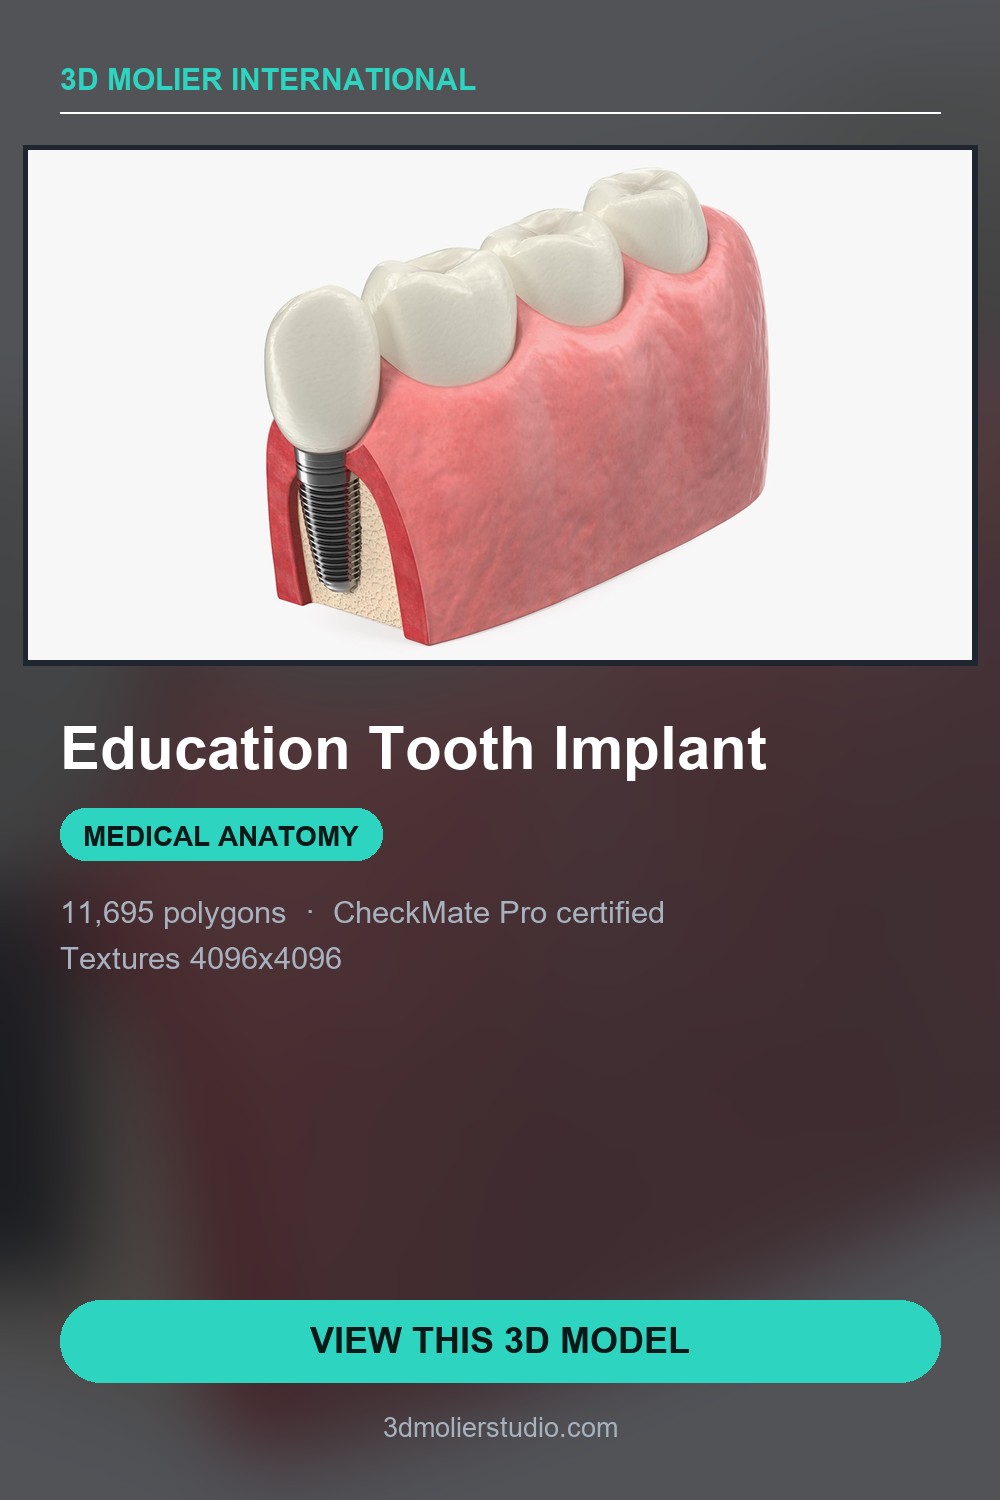 3D MOLIER INTERNATIONAL
Education Tooth Implant
MEDICAL ANATOMY
11,695 polygons · CheckMate Pro certified
Textures 4096x4096
VIEW THIS 3D MODEL
3dmolierstudio.com